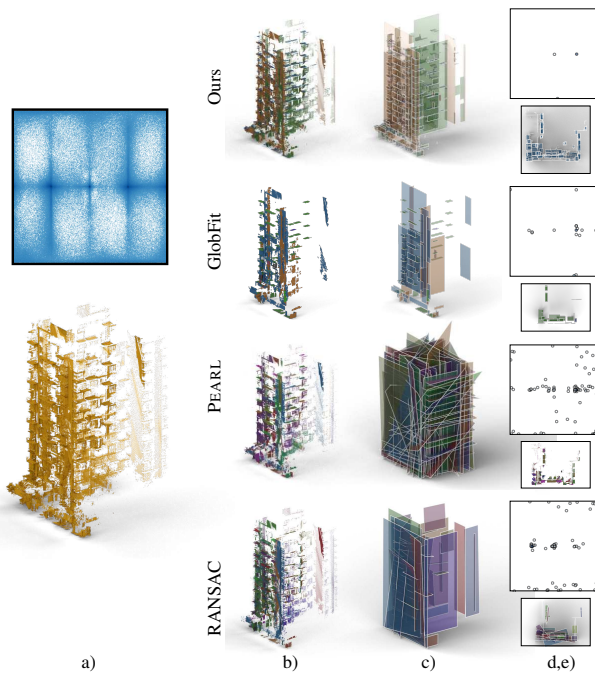 OURS
GLOBFIT
PEARL
RANSAC
a)
b)
c)
d,e)